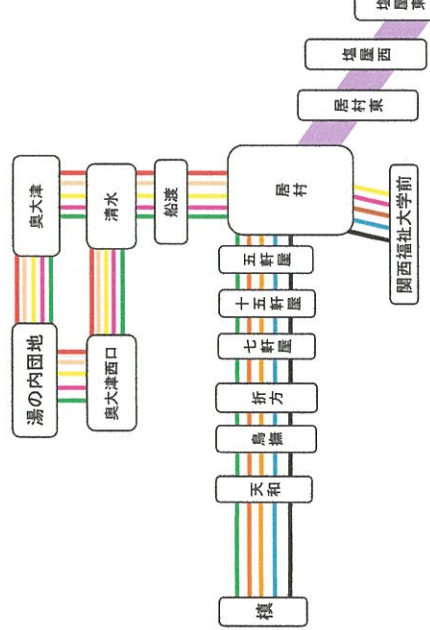 塩屋東
塩屋西
居村東
奥大津
清水
船渡
湯の内団地
奥大津西口
居村
五軒屋
十五軒屋
七軒屋
折方
鳥撫
天和
槙
関西福祉大学前